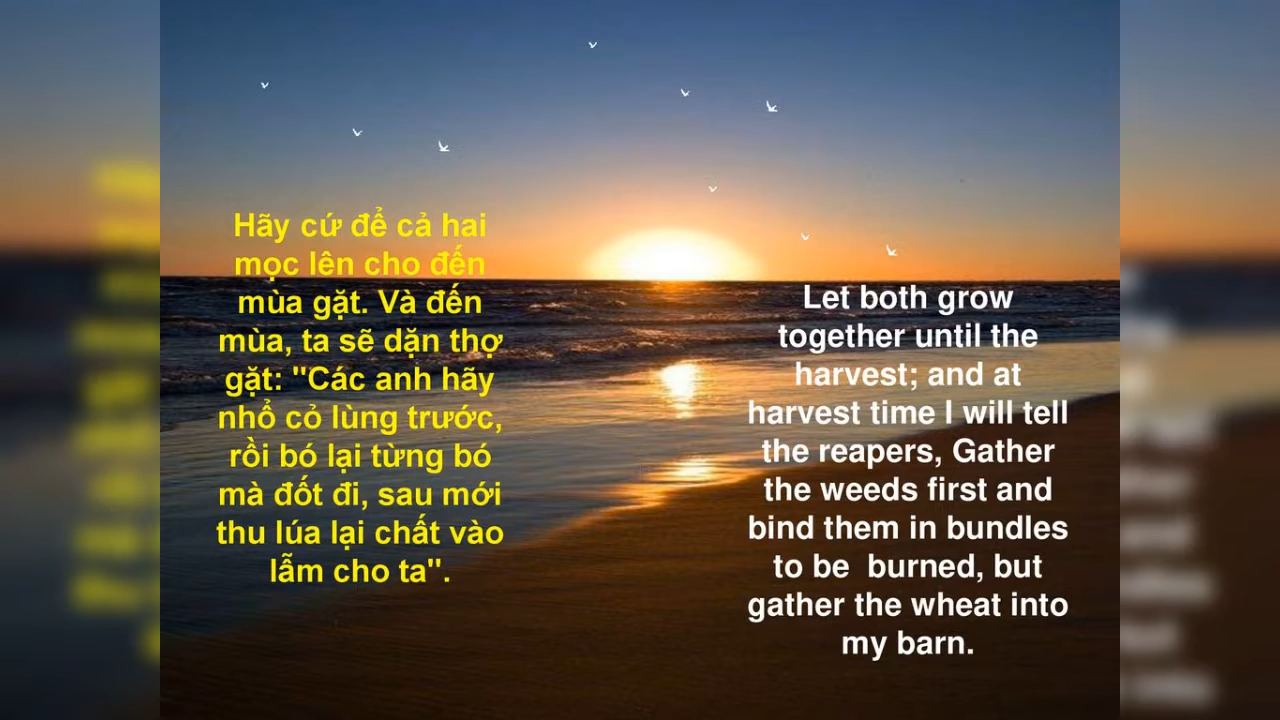 Hãy cứ để cả hai
mọc lên cho đến
mùa gặt. Và đến
mùa, ta sẽ dặn thợ
gặt: "Các anh hãy
nhổ cỏ lùng trước,
rồi bó lại từng bó
mà đốt đi, sau mới
thu lúa lại chất vào
lẫm cho ta".
Let both grow
together until the
harvest; and at
harvest time I will tell
the reapers, Gather
the weeds first and
bind them in bundles
to be  burned, but
gather the wheat into
my barn.